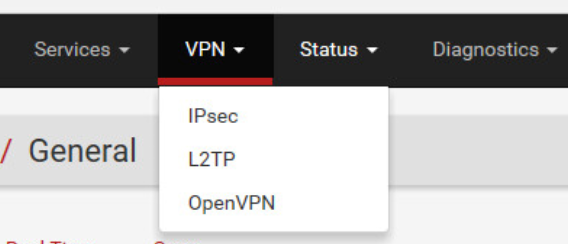 Services VPN Status Diagnostics
IPsec
/ General
L2TP
OpenVPN